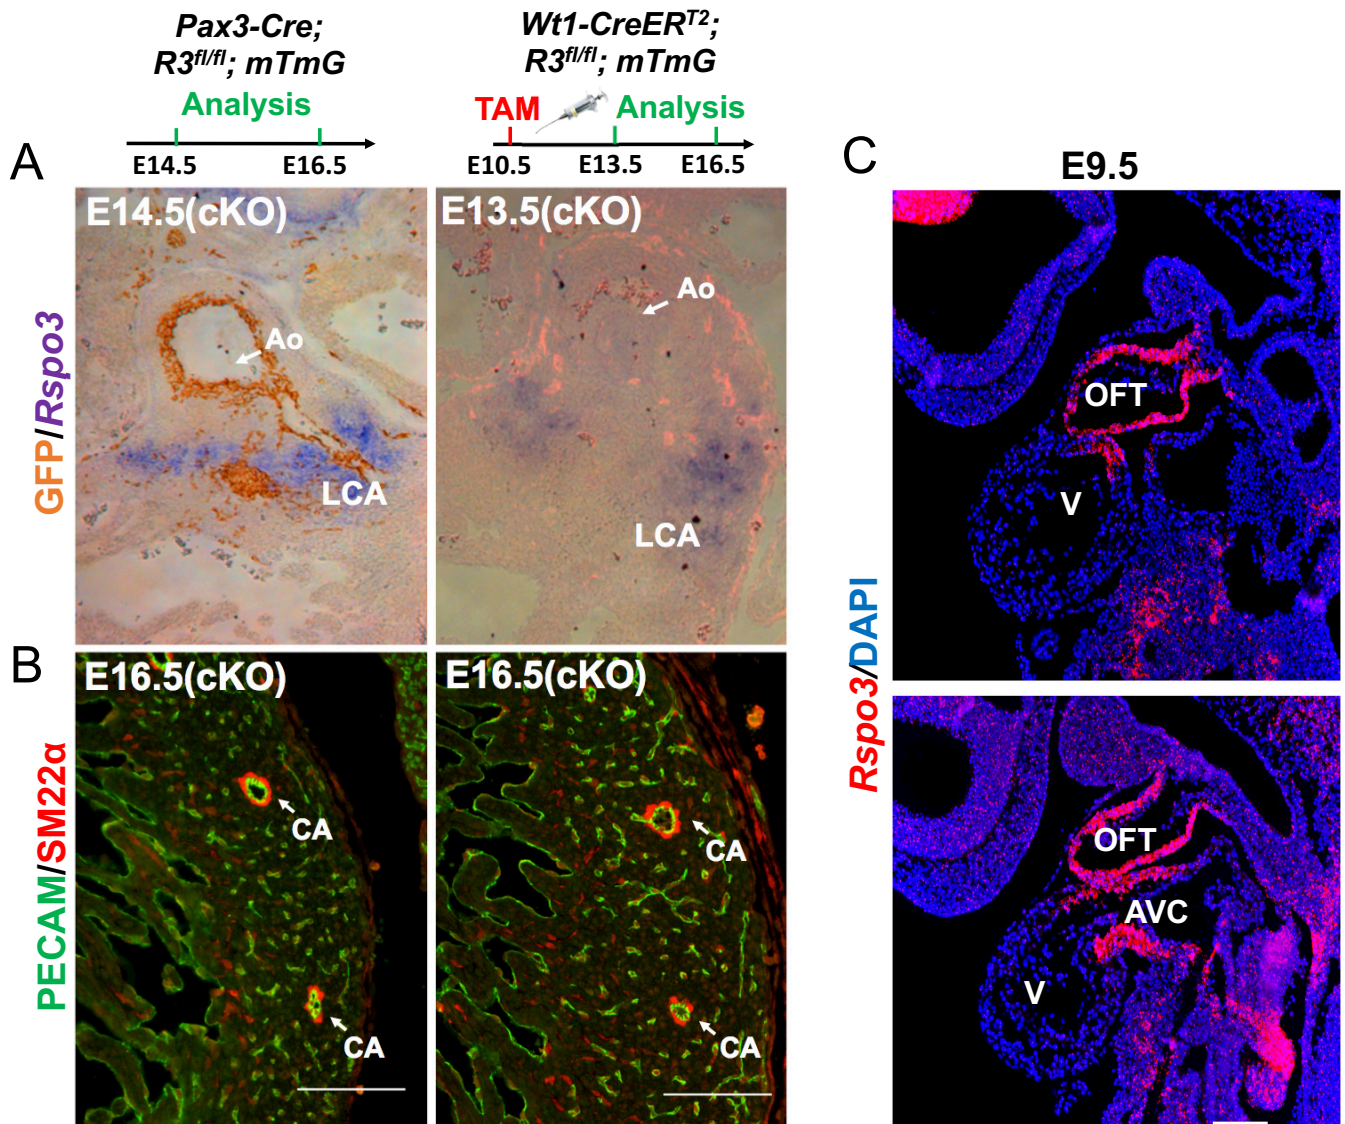 Pax3-Cre;
R3fl/fl; mTmG
Analysis
E14.5
E16.5
Wt1-CreERT2;
R3fl/fl; mTmG
TAM
Analysis
E10.5
E13.5
E16.5
A
GFP/Rspo3
E14.5(cKO)
Ao
LCA
E13.5(cKO)
Ao
LCA
B
PECAM/SM22α
E16.5(cKO)
CA
CA
E16.5(cKO)
CA
CA
C
E9.5
Rspo3/DAPI
OFT
V
OFT
AVC
V